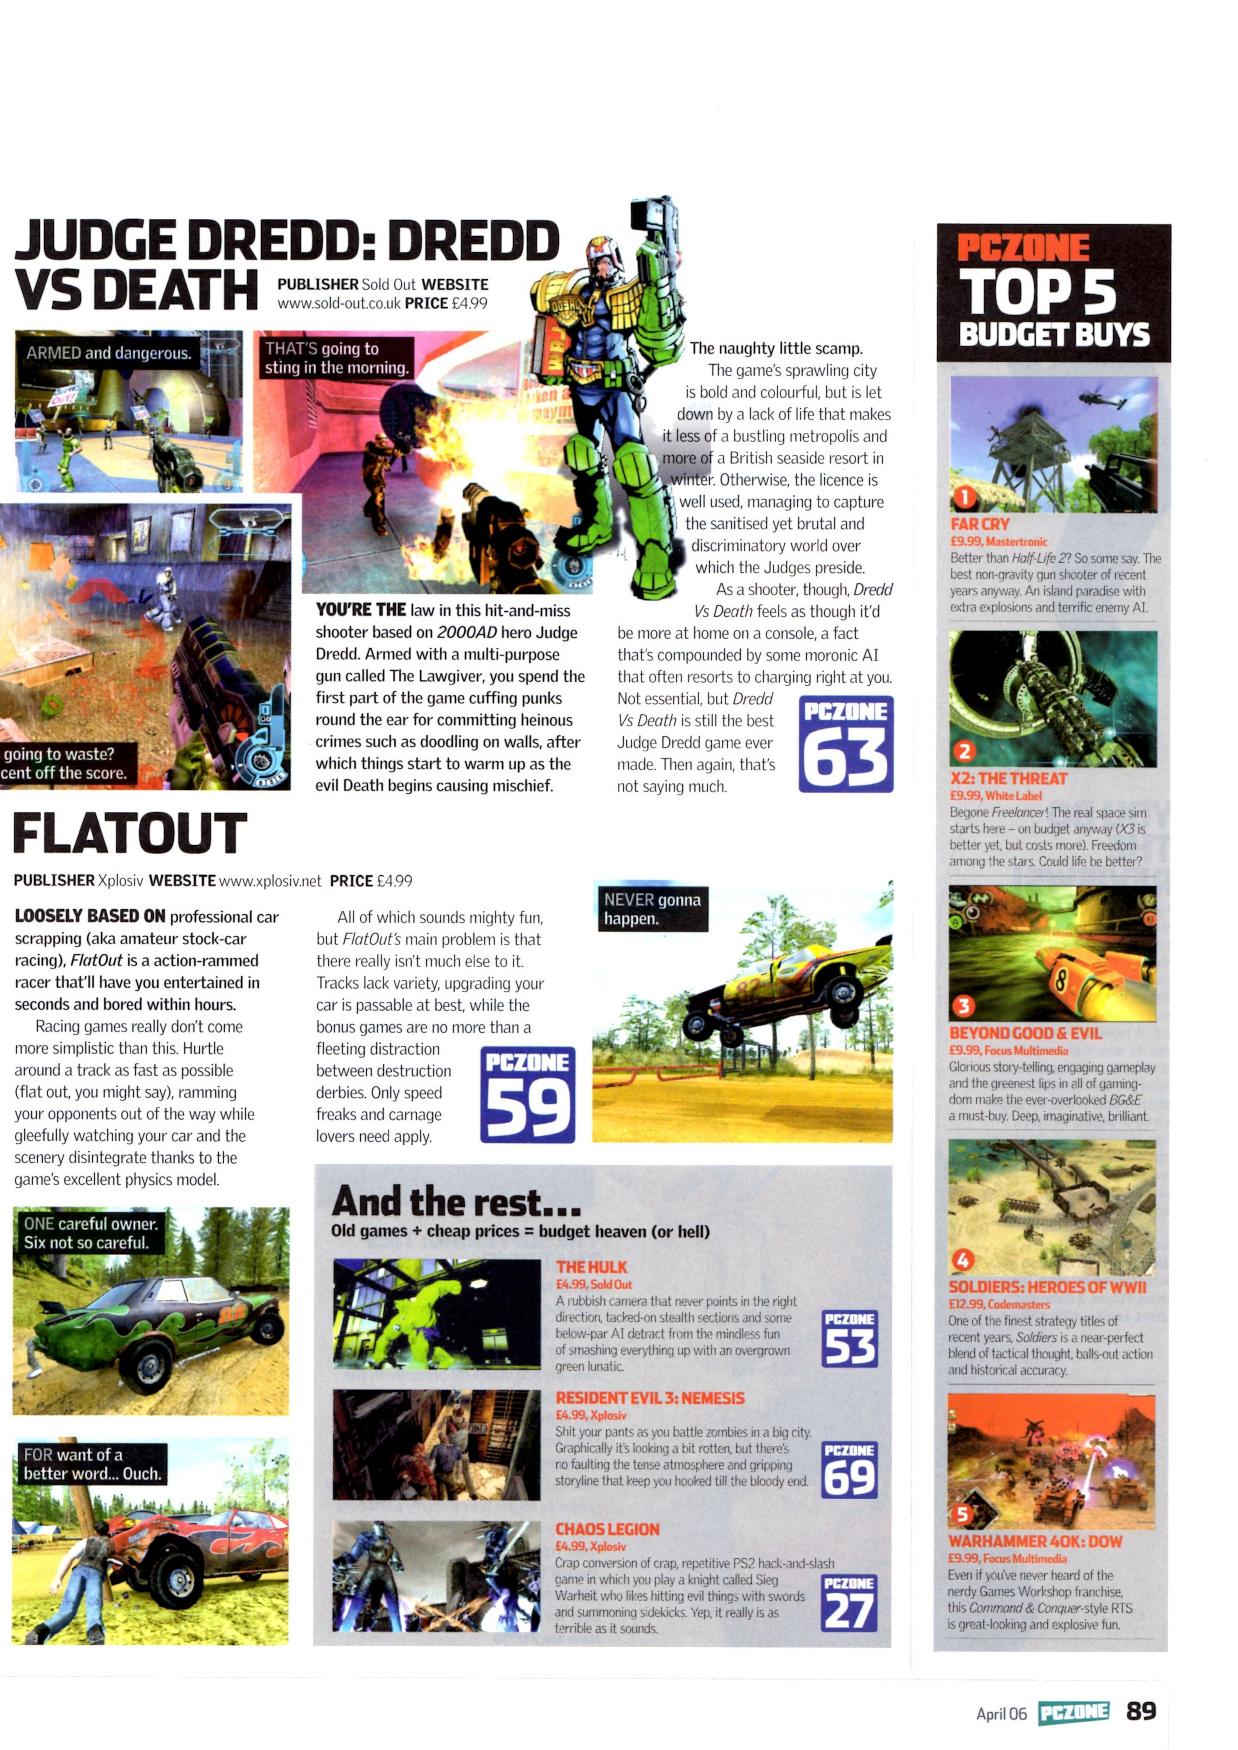 JUDGE DREDD: DREDD
VS DEATH
PUBLISHER Sold Out WEBSITE
www.sold-out.co.uk PRICE £4.99
ARMED and dangerous.
THAT'S going to
sting in the morning.
going to waste?
cent off the score.
YOU'RE THE law in this hit-and-miss
shooter based on 2000AD hero Judge
Dredd. Armed with a multi-purpose
gun called The Lawgiver, you spend the
first part of the game cuffing punks
round the ear for committing heinous
crimes such as doodling on walls, after
which things start to warm up as the
evil Death begins causing mischief.
The naughty little scamp.
The game's sprawling city
is bold and colourful, but is let
down by a lack of life that makes
it less of a bustling metropolis and
more of a British seaside resort in
winter. Otherwise, the licence is
well used, managing to capture
the sanitised yet brutal and
discriminatory world over
which the Judges preside.
As a shooter, though, Dredd
Vs Death feels as though it'd
be more at home on a console, a fact
that's compounded by some moronic AI
that often resorts to charging right at you.
Not essential, but Dredd
Vs Death is still the best
Judge Dredd game ever
made. Then again, that's
not saying much.
PCZONE
63
FLATOUT
PUBLISHER Xplosiv WEBSITE www.xplosiv.net PRICE £4.99
LOOSELY BASED ON professional car
scrapping (aka amateur stock-car
racing), FlatOut is a action-rammed
racer that'll have you entertained in
seconds and bored within hours.
Racing games really don't come
more simplistic than this. Hurtle
around a track as fast as possible
(flat out, you might say), ramming
your opponents out of the way while
gleefully watching your car and the
scenery disintegrate thanks to the
game's excellent physics model.
All of which sounds mighty fun,
but FlatOut's main problem is that
there really isn't much else to it.
Tracks lack variety, upgrading your
car is passable at best, while the
bonus games are no more than a
fleeting distraction
between destruction
derbies. Only speed
freaks and carnage
lovers need apply.
PCZONE
59
NEVER gonna
happen.
ONE careful owner.
Six not so careful.
FOR want of a
better word... Ouch.
And the rest...
Old games + cheap prices = budget heaven (or hell)
THE HULK
£4.99, Sold Out
A rubbish camera that never points in the right
direction, tacked-on stealth sections and some
below-par AI detract from the mindless fun
of smashing everything up with an overgrown
green lunatic.
PCZONE
53
RESIDENT EVIL 3: NEMESIS
£4.99, Xplosiv
Shit your pants as you battle zombies in a big city.
Graphically it's looking a bit rotten, but there's
no faulting the tense atmosphere and gripping
storyline that keep you hooked till the bloody end.
PCZONE
69
CHAOS LEGION
£4.99, Xplosiv
Crap conversion of crap, repetitive PS2 hack-and-slash
game in which you play a knight called Sieg
Warheit who likes hitting evil things with swords
and summoning sidekicks. Yep, it really is as
terrible as it sounds.
PCZONE
27
PCZONE
TOP 5
BUDGET BUYS
1
FAR CRY
£9.99, Mastertronic
Better than Half-Life 2? So some say. The
best non-gravity gun shooter of recent
years anyway. An island paradise with
extra explosions and terrific enemy AI.
2
X2: THE THREAT
£9.99, White Label
Begone Freelancer! The real space sim
starts here – on budget anyway (X3 is
better yet, but costs more). Freedom
among the stars. Could life be better?
8
3
BEYOND GOOD & EVIL
£9.99, Focus Multimedia
Glorious story-telling, engaging gameplay
and the greenest lips in all of gaming-
dom make the ever-overlooked BG&E
a must-buy. Deep, imaginative, brilliant.
4
SOLDIERS: HEROES OF WWII
£12.99, Codemasters
One of the finest strategy titles of
recent years, Soldiers is a near-perfect
blend of tactical thought, balls-out action
and historical accuracy.
5
WARHAMMER 40K: DOW
£9.99, Focus Multimedia
Even if you've never heard of the
nerdy Games Workshop franchise,
this Command & Conquer-style RTS
is great-looking and explosive fun.
April 06 PCZONE 89